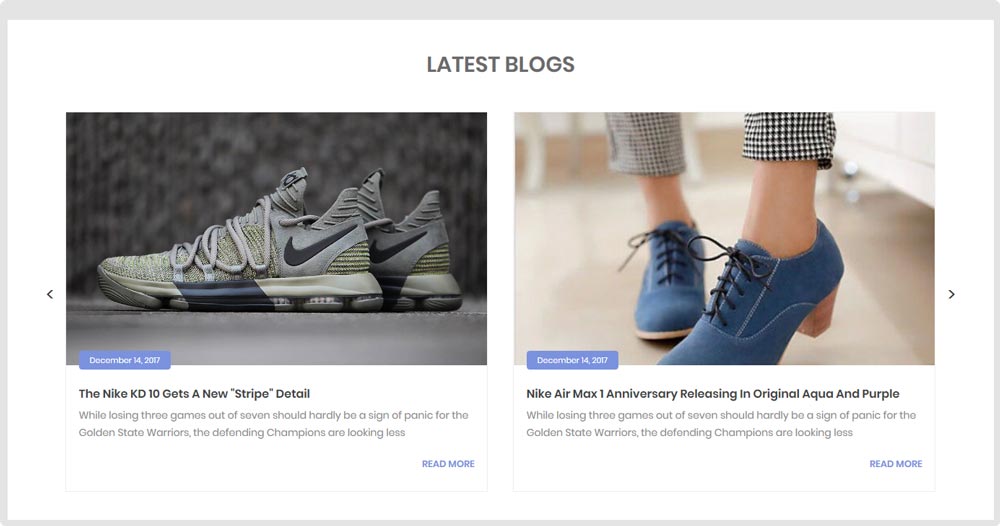 LATEST BLOGS
December 14, 2017
The Nike KD 10 Gets A New "Stripe" Detail
While losing three games out of seven should hardly be a sign of panic for the
Golden State Warriors, the defending Champions are looking less
READ MORE
December 14, 2017
Nike Air Max 1 Anniversary Releasing In Original Aqua And Purple
While losing three games out of seven should hardly be a sign of panic for the
Golden State Warriors, the defending Champions are looking less
READ MORE